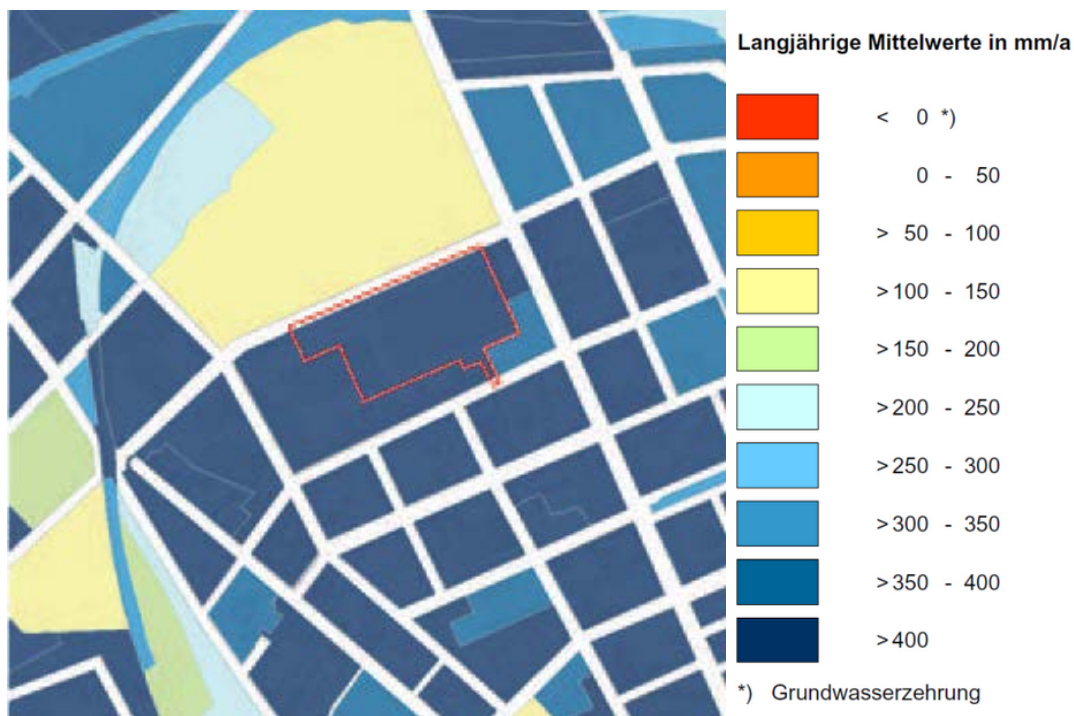 Langjährige Mittelwerte in mm/a
< 0 *)
0 - 50
> 50 - 100
>100 - 150
>150 - 200
>200 - 250
>250 - 300
>300 - 350
>350 - 400
>400
*) Grundwasserzehrung